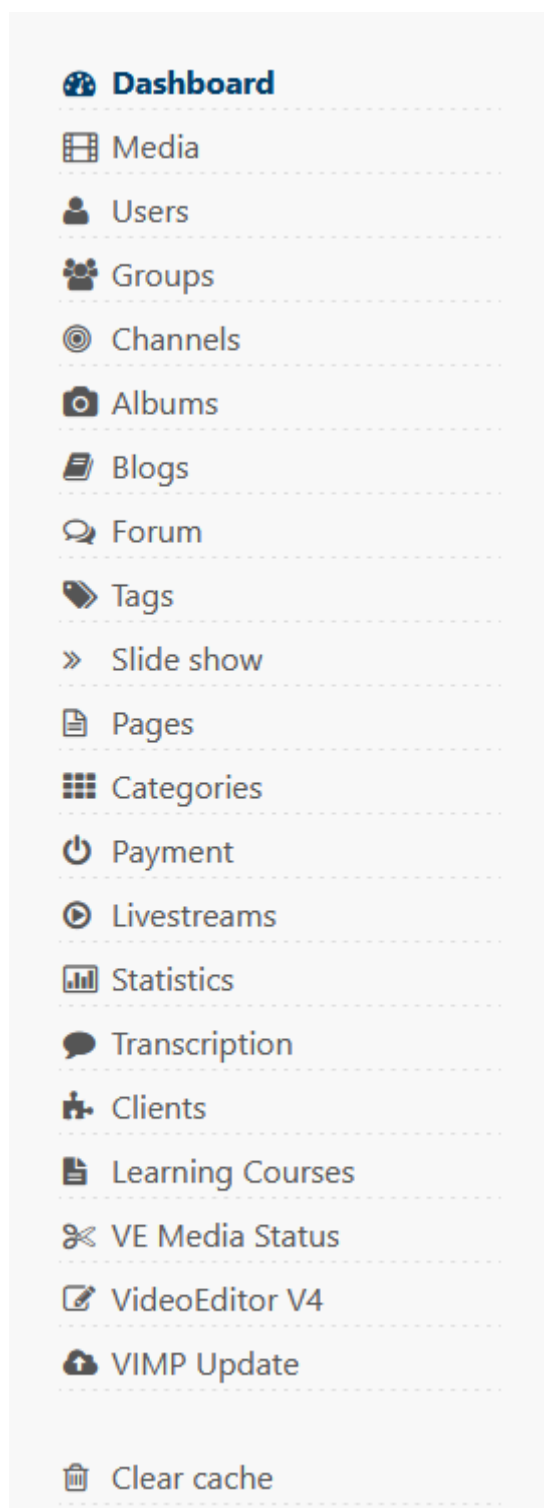 Dashboard
Media
Users
Groups
Channels
Albums
Blogs
Forum
Tags
Slide show
Pages
Categories
Payment
Livestreams
Statistics
Transcription
Clients
Learning Courses
VE Media Status
VideoEditor V4
VIMP Update
Clear cache